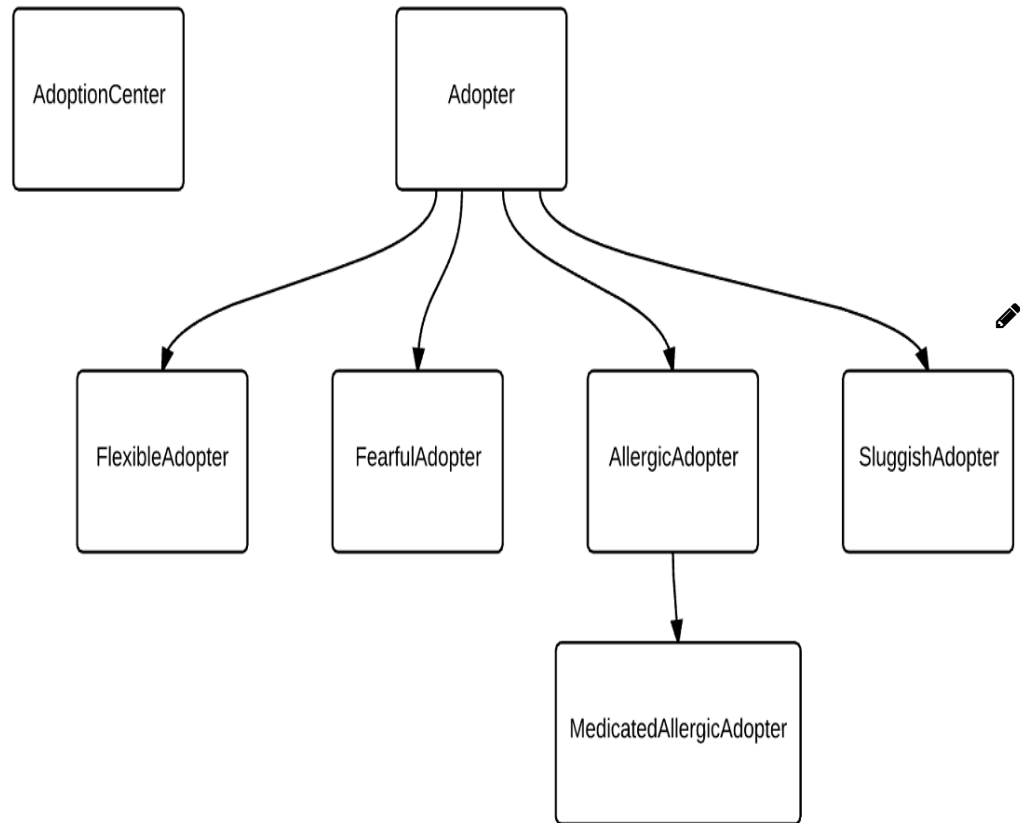 AdoptionCenter
Adopter
FlexibleAdopter
FearfulAdopter
AllergicAdopter
SluggishAdopter
MedicatedAllergicAdopter